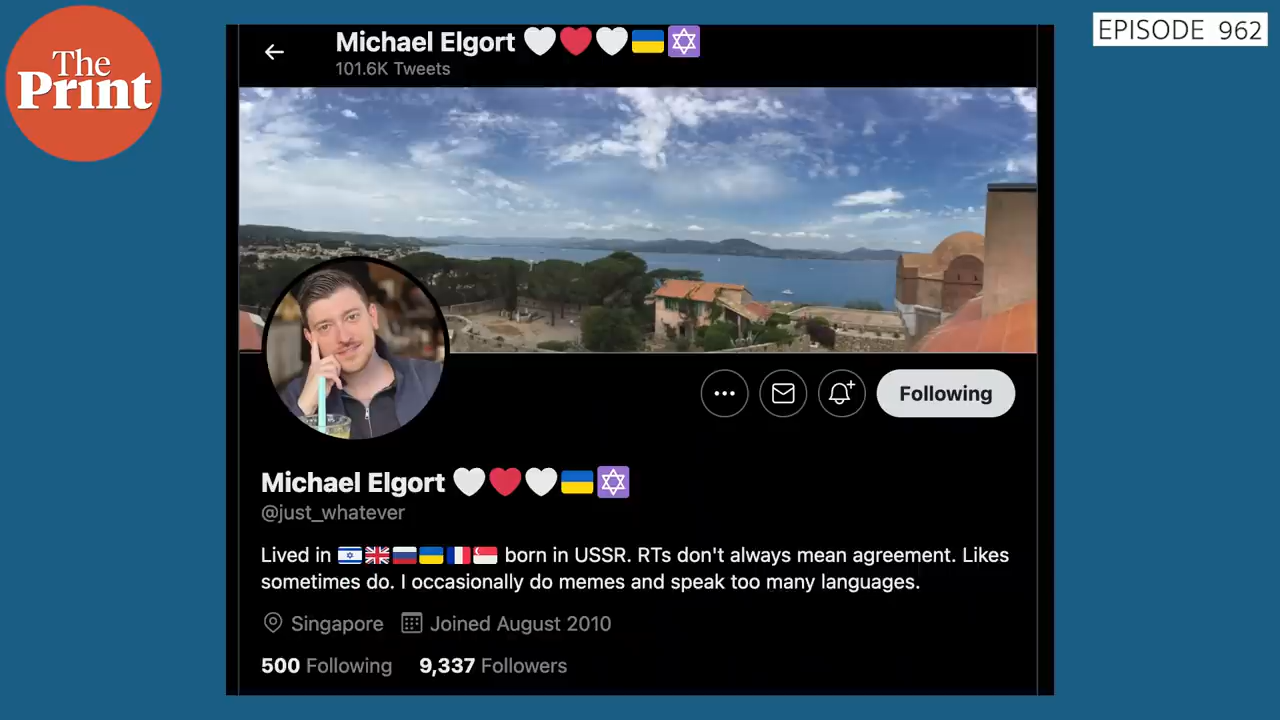 The
Print
EPISODE 962
Michael Elgort 🤍❤️🤍🇺🇦✡️
101.6K Tweets
Following
Michael Elgort 🤍❤️🤍🇺🇦✡️
@just_whatever
Lived in 🇮🇱🇬🇧🇷🇺🇺🇦🇫🇷🇸🇬 born in USSR. RTs don't always mean agreement. Likes
sometimes do. I occasionally do memes and speak too many languages.
Singapore Joined August 2010
500 Following 9,337 Followers